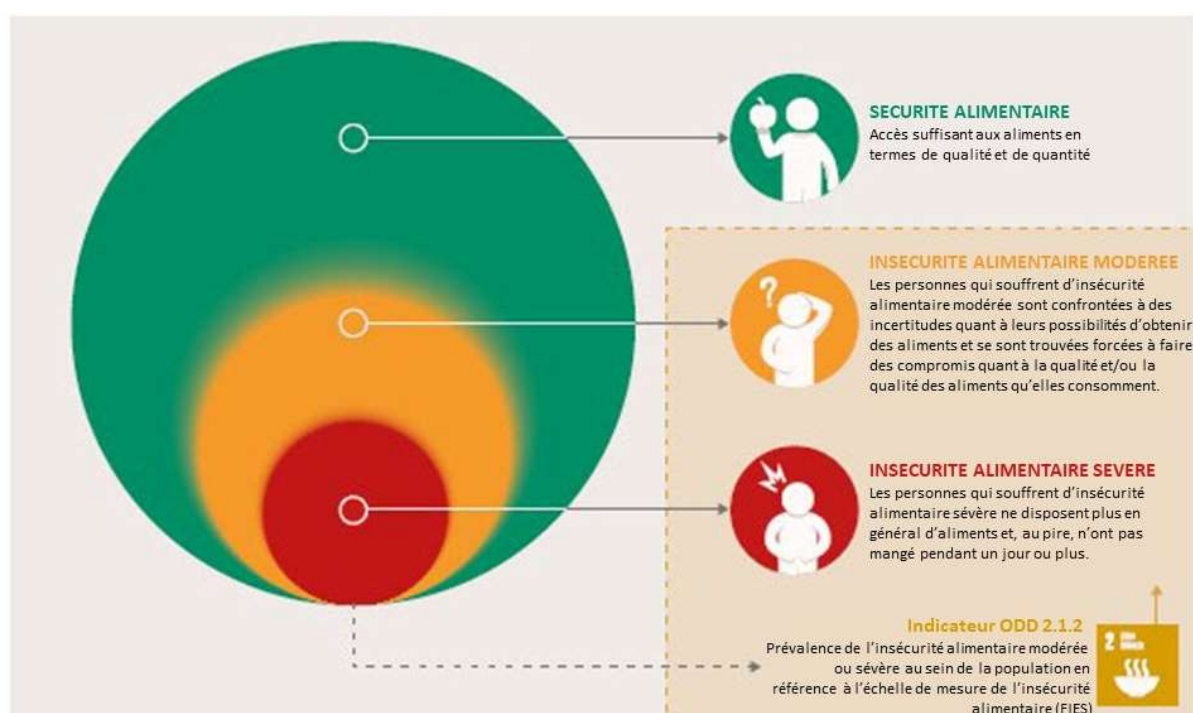 SECURITE ALIMENTAIRE
Accès suffisant aux aliments en
termes de qualité et de quantité
INSECURITE ALIMENTAIRE MODEREE
Les personnes qui souffrent d’insécurité
alimentaire modérée sont confrontées à des
incertitudes quant à leurs possibilités d’obtenir
des aliments et se sont trouvées forcées à faire
des compromis quant à la qualité et/ou la
qualité des aliments qu’elles consomment.
?
INSECURITE ALIMENTAIRE SEVERE
Les personnes qui souffrent d’insécurité
alimentaire sévère ne disposent plus en
général d’aliments et, au pire, n’ont pas
mangé pendant un jour ou plus.
Indicateur ODD 2.1.2
Prévalence de l’insécurité alimentaire modérée
ou sévère au sein de la population en
référence à l’échelle de mesure de l’insécurité
alimentaire (FIES)
2